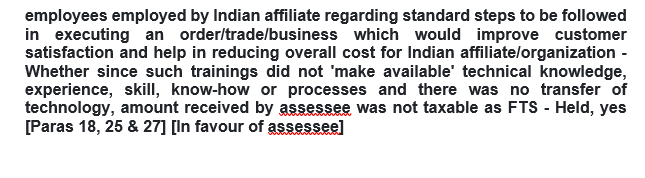 employees employed by Indian affiliate regarding standard steps to be followed
in executing an order/trade/business which would improve customer
satisfaction and help in reducing overall cost for Indian affiliate/organization -
Whether since such trainings did not 'make available' technical knowledge,
experience, skill, know-how or processes and there was no transfer of
technology, amount received by assessee was not taxable as FTS - Held, yes
[Paras 18, 25 & 27] [In favour of assessee]